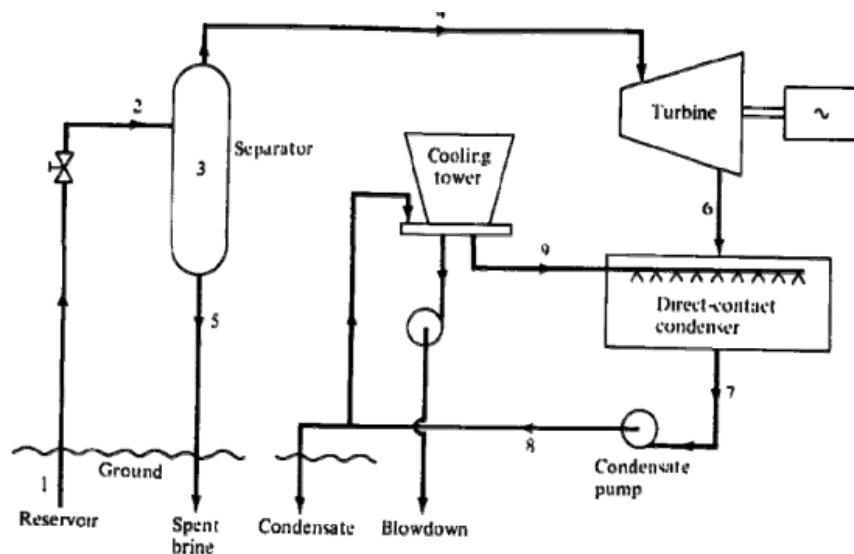 4
2
Separator
3
Turbine
~
Cooling
tower
6
9
Direct-contact
condenser
5
7
8
Ground
Condensate
pump
1
Reservoir
Spent
brine
Condensate
Blowdown